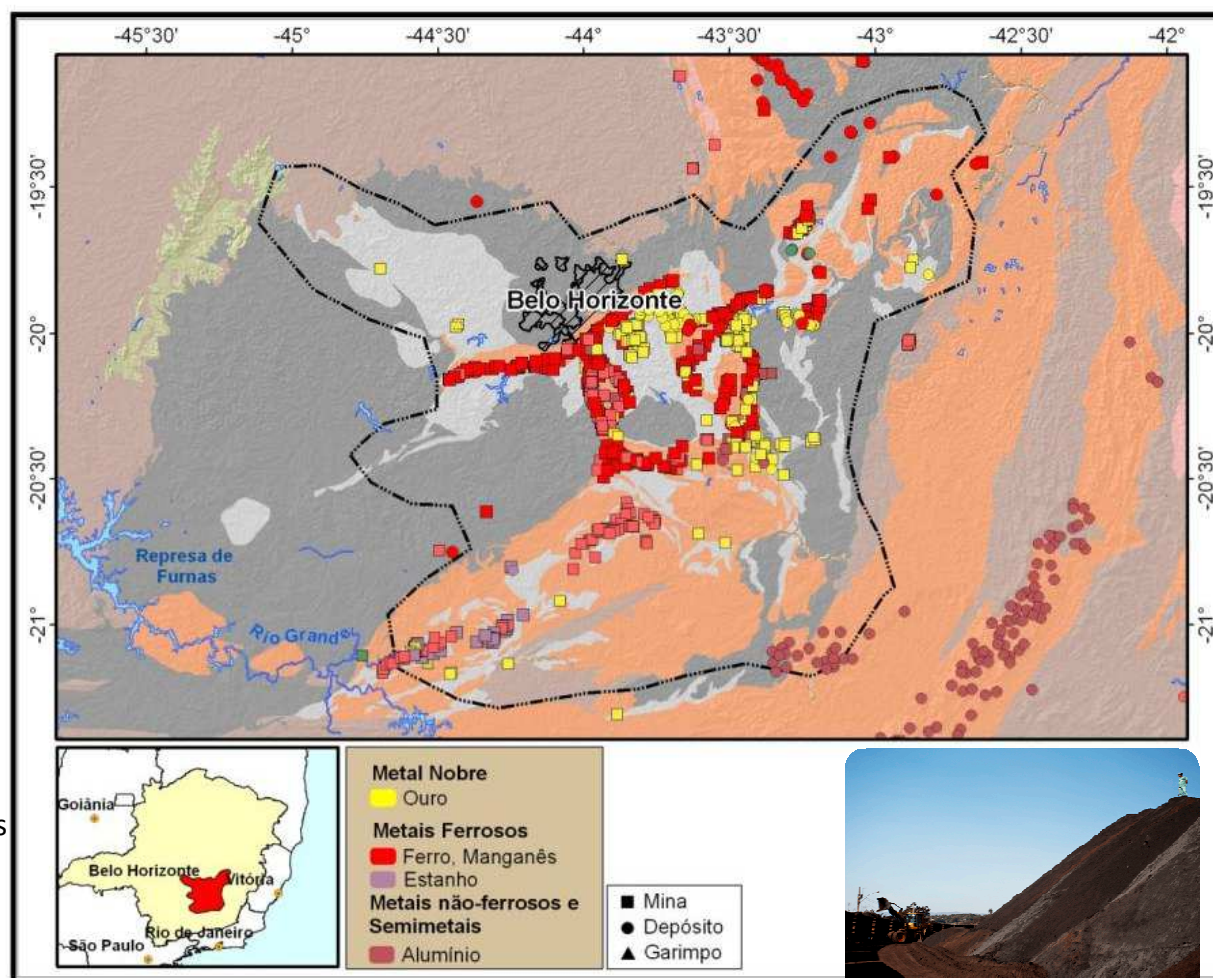 -45°30'
-45°
-44°30'
-44°
-43°30'
-43°
-42°30'
-42°
-19°30'
-19°30'
Belo Horizonte
-20°
-20°
-20°30'
-20°30'
Represa de
Furnas
Rio Grande
-21°
-21°
Goiânia
Belo Horizonte
Vitória
Rio de Janeiro
São Paulo
s
Metal Nobre
Ouro
Metais Ferrosos
Ferro, Manganês
Estanho
Metais não-ferrosos e
Semimetais
Alumínio
Mina
Depósito
Garimpo